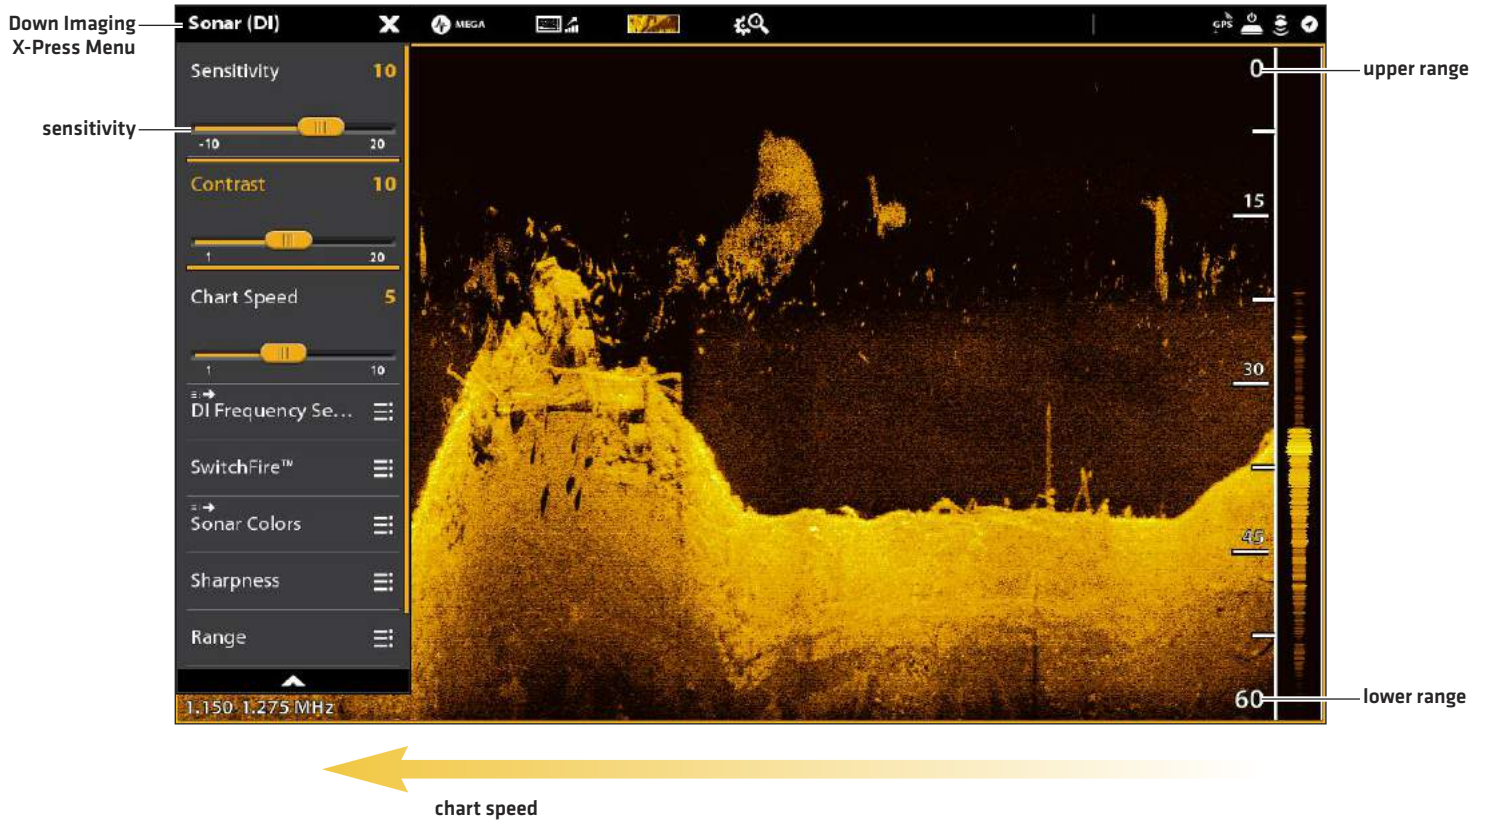 Down Imaging
X-Press Menu
Sonar (DI)
MEGA
GPS
Sensitivity 10
-10 20
sensitivity
Contrast 10
1 20
Chart Speed 5
1 10
DI Frequency Se...
SwitchFire™
Sonar Colors
Sharpness
Range
1.150-1.275 MHz
0
15
30
45
60
upper range
lower range
chart speed